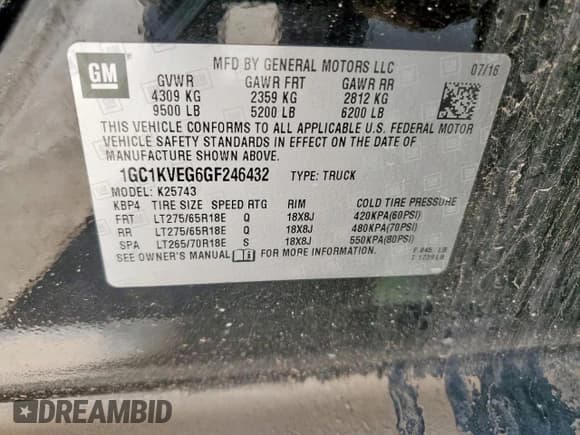 GM
MFD BY GENERAL MOTORS LLC 07/16
GVWR GAWR FRT GAWR RR
4309 KG 2359 KG 2812 KG
9500 LB 5200 LB 6200 LB
THIS VEHICLE CONFORMS TO ALL APPLICABLE U.S. FEDERAL MOTOR
VEHICLE SAFETY STANDARDS IN EFFECT ON THE DATE OF
MANUFACTURE SHOWN ABOVE.
1GC1KVEG6GF246432 TYPE: TRUCK
MODEL: K25743
KBP4 TIRE SIZE SPEED RTG RIM COLD TIRE PRESSURE
FRT LT275/65R18E Q 18X8J 420KPA(60PSI)
RR LT275/65R18E Q 18X8J 480KPA(70PSI)
SPA LT265/70R18E S 18X8J 550KPA(80PSI)
SEE OWNER'S MANUAL FOR MORE INFORMATION. LB
LB
DREAMBID